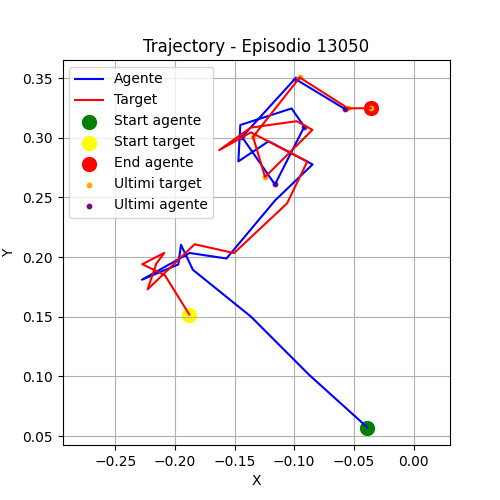 Trajectory - Episodio 13050
Agente
Target
Start agente
Start target
End agente
Ultimi target
Ultimi agente
0.35
0.30
0.25
0.20
0.15
0.10
0.05
Y
−0.25
−0.20
−0.15
−0.10
−0.05
0.00
X